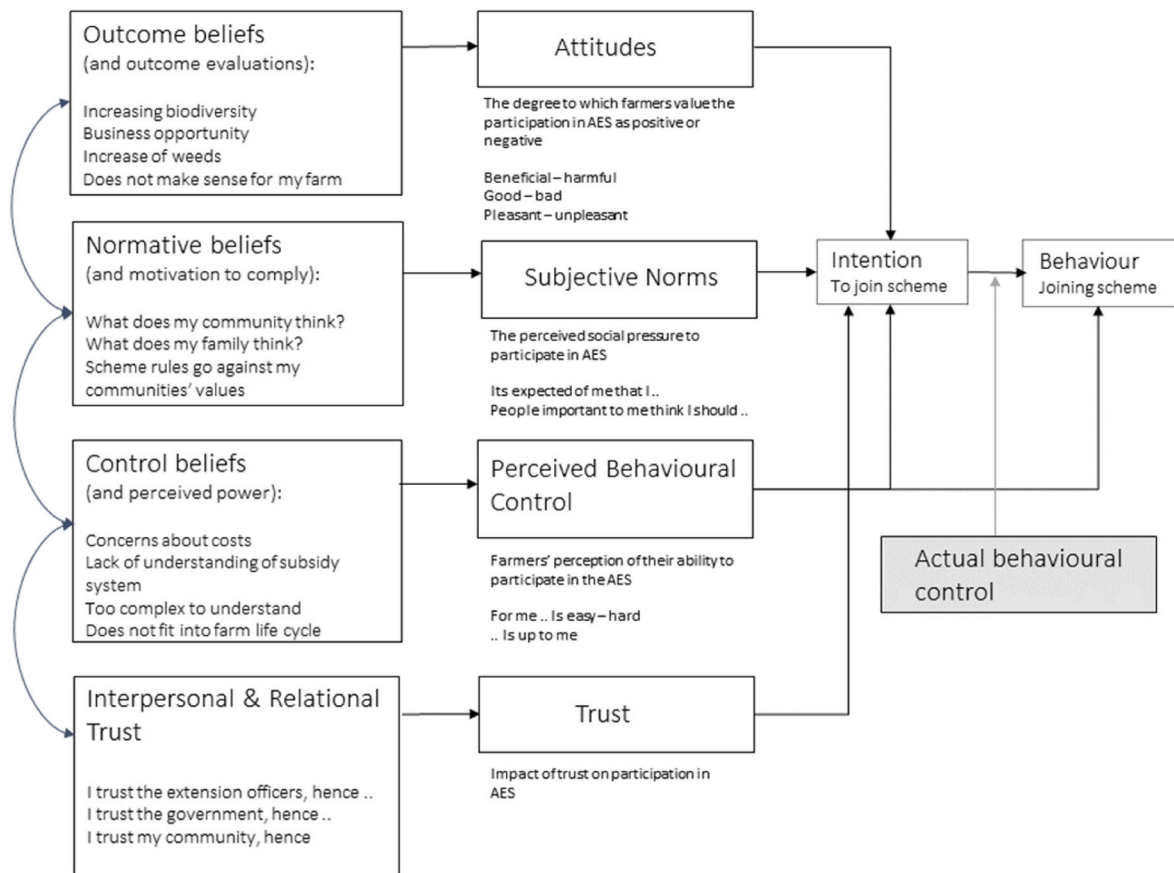 Outcome beliefs
(and outcome evaluations):
Increasing biodiversity
Business opportunity
Increase of weeds
Does not make sense for my farm
Attitudes
The degree to which farmers value the
participation in AES as positive or
negative
Beneficial – harmful
Good – bad
Pleasant – unpleasant
Normative beliefs
(and motivation to comply):
What does my community think?
What does my family think?
Scheme rules go against my
communities’ values
Subjective Norms
The perceived social pressure to
participate in AES
Its expected of me that I ..
People important to me think I should ..
Intention
To join scheme
Behaviour
Joining scheme
Control beliefs
(and perceived power):
Concerns about costs
Lack of understanding of subsidy
system
Too complex to understand
Does not fit into farm life cycle
Perceived Behavioural
Control
Farmers’ perception of their ability to
participate in the AES
For me .. Is easy – hard
.. Is up to me
Actual behavioural
control
Interpersonal & Relational
Trust
I trust the extension officers, hence ..
I trust the government, hence ..
I trust my community, hence
Trust
Impact of trust on participation in
AES